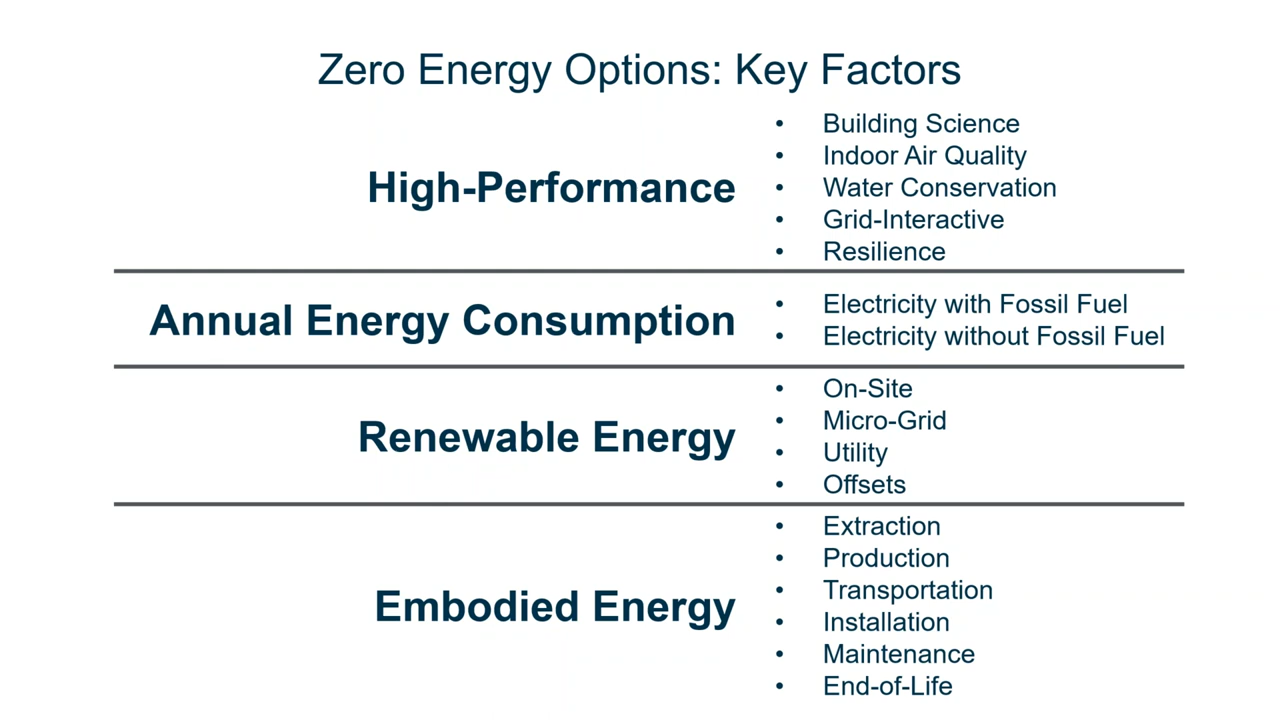 Zero Energy Options: Key Factors
High-Performance
• Building Science
• Indoor Air Quality
• Water Conservation
• Grid-Interactive
• Resilience
Annual Energy Consumption
• Electricity with Fossil Fuel
• Electricity without Fossil Fuel
Renewable Energy
• On-Site
• Micro-Grid
• Utility
• Offsets
Embodied Energy
• Extraction
• Production
• Transportation
• Installation
• Maintenance
• End-of-Life